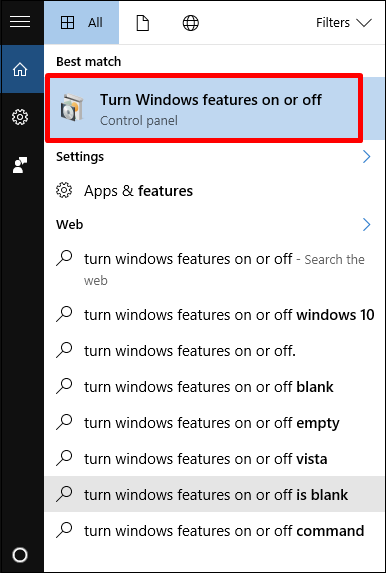 All
Filters
Best match
Turn Windows features on or off
Control panel
Settings
Apps & features
Web
turn windows features on or off - Search the
web
turn windows features on or off windows 10
turn windows features on or off.
turn windows features on or off blank
turn windows features on or off empty
turn windows features on or off vista
turn windows features on or off is blank
turn windows features on or off command